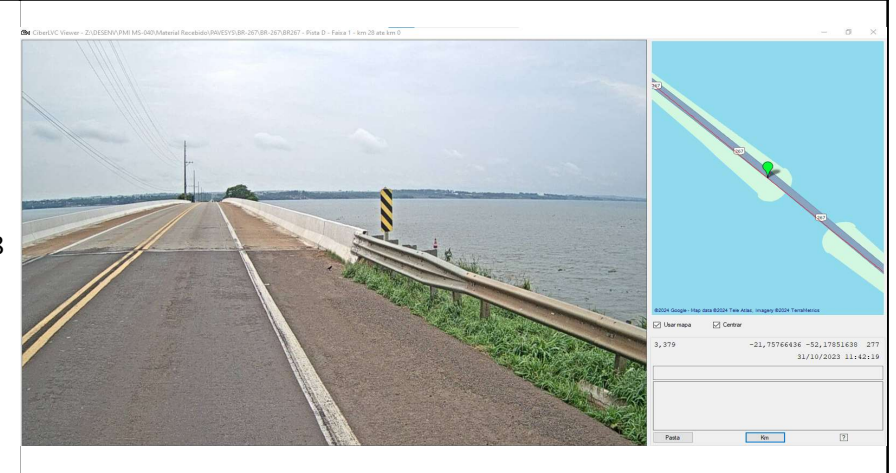 CiberLVC Viewer - Z:\DESENV\PMI MS-040\Material Recebido\PAVESYS\BR-267\BR-267\BR267 - Pista D - Faixa 1 - km 28 ate km 0
267
267
267
©2024 Google - Map data ©2024 Tele Atlas, Imagery ©2024 TerraMetrics
Usar mapa
Centrar
3,379
-21,75766436 -52,17851638 277
31/10/2023 11:42:19
Pasta
Km
?
3